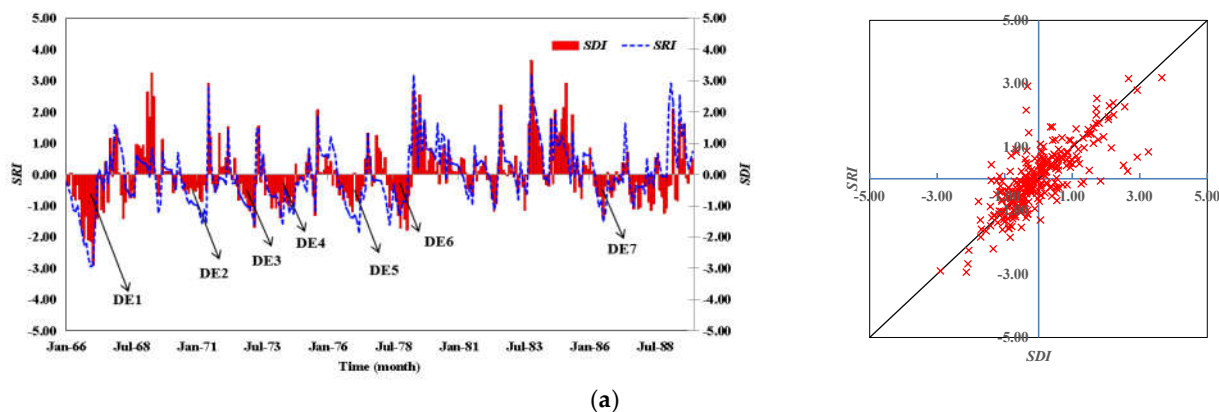 5.00 5.00
4.00 4.00
3.00 3.00
2.00 2.00
1.00 1.00
0.00 0.00
-1.00 -1.00
-2.00 -2.00
-3.00 -3.00
-4.00 -4.00
-5.00 -5.00
SRI
SDI
SDI SRI
DE1
DE2
DE3
DE4
DE5
DE6
DE7
Jan-66 Jul-68 Jan-71 Jul-73 Jan-76 Jul-78 Jan-81 Jul-83 Jan-86 Jul-88
Time (month)
5.00
3.00
1.00
-5.00 -3.00 1.00 3.00 5.00
-3.00
-5.00
SRI
SDI
(a)